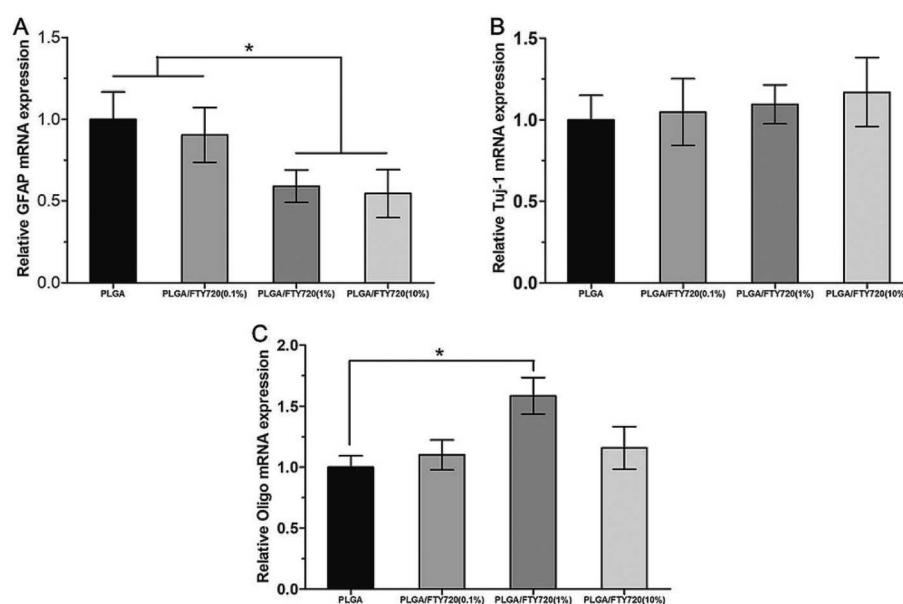 A
Relative GFAP mRNA expression
1.5
1.0
0.5
0.0
*
PLGA PLGA/FTY720(0.1%) PLGA/FTY720(1%) PLGA/FTY720(10%)
B
Relative Tuj-1 mRNA expression
1.5
1.0
0.5
0.0
PLGA PLGA/FTY720(0.1%) PLGA/FTY720(1%) PLGA/FTY720(10%)
C
Relative Oligo mRNA expression
2.0
1.5
1.0
0.5
0.0
*
PLGA PLGA/FTY720(0.1%) PLGA/FTY720(1%) PLGA/FTY720(10%)